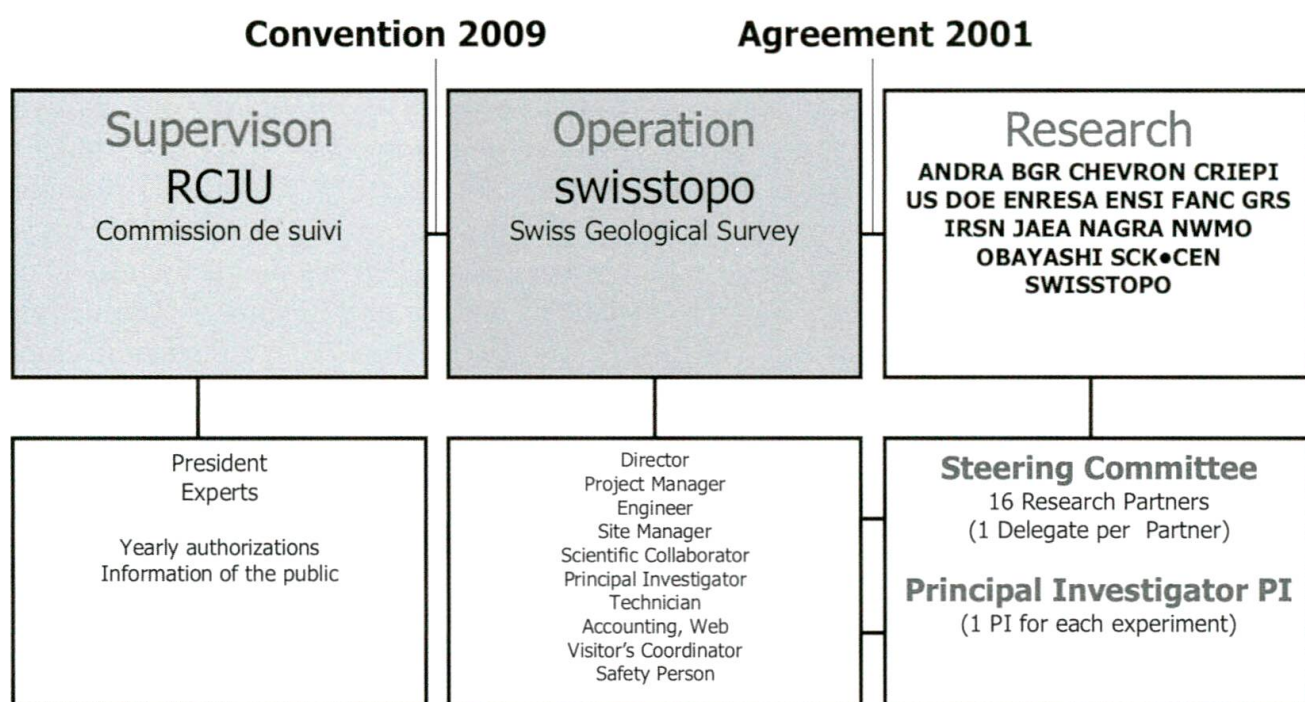 Convention 2009
Agreement 2001
Supervison
RCJU
Commission de suivi
Operation
swisstopo
Swiss Geological Survey
Research
ANDRA BGR CHEVRON CRIEPI
US DOE ENRESA ENSI FANC GRS
IRSN JAEA NAGRA NWMO
OBAYASHI SCK•CEN
SWISSTOPO
President
Experts
Yearly authorizations
Information of the public
Director
Project Manager
Engineer
Site Manager
Scientific Collaborator
Principal Investigator
Technician
Accounting, Web
Visitor's Coordinator
Safety Person
Steering Committee
16 Research Partners
(1 Delegate per Partner)
Principal Investigator PI
(1 PI for each experiment)